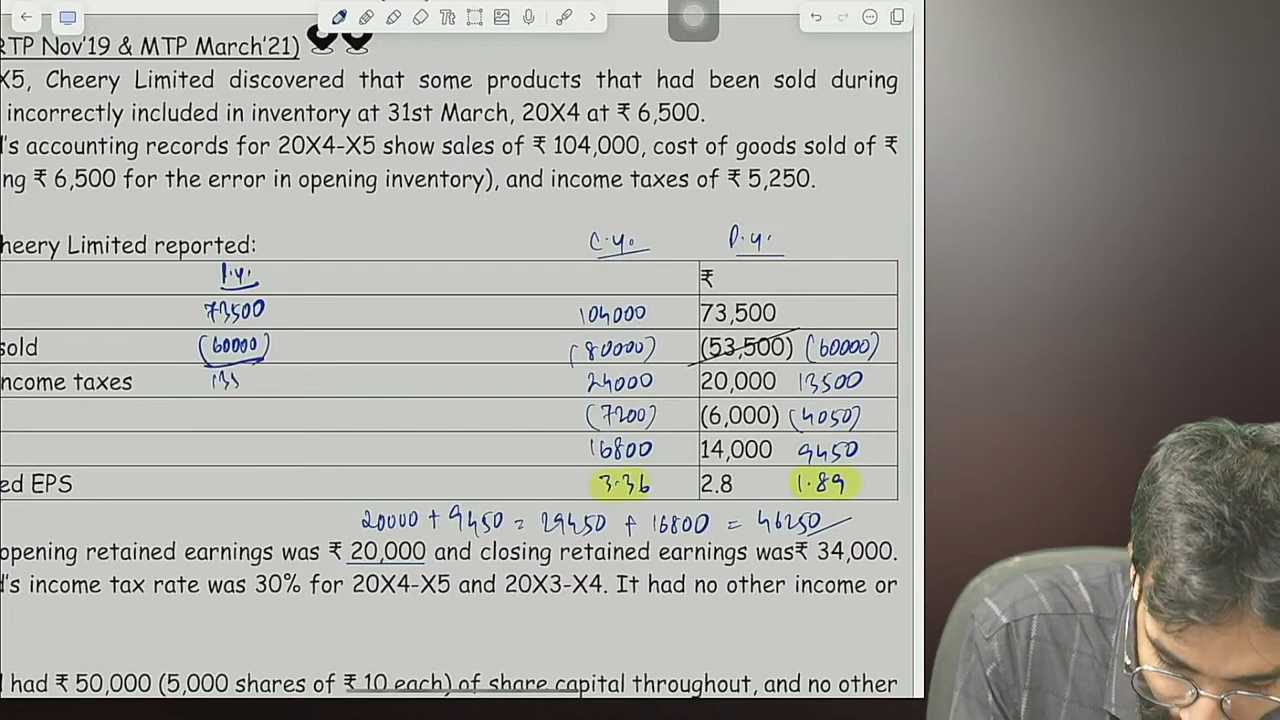 RTP Nov'19 & MTP March'21)
X5, Cheery Limited discovered that some products that had been sold during
incorrectly included in inventory at 31st March, 20X4 at ₹ 6,500.
's accounting records for 20X4-X5 show sales of ₹ 104,000, cost of goods sold of ₹
ng ₹ 6,500 for the error in opening inventory), and income taxes of ₹ 5,250.
heery Limited reported: C.y. P.y.
P.y. ₹
73500 104000 73,500
sold (60000) (80000) (53,500) (60000)
ncome taxes 135 24000 20,000 13500
(7200) (6,000) (4050)
16800 14,000 9450
ed EPS 3.36 2.8 1.89
20000 + 9450 = 29450 + 16800 = 46250
opening retained earnings was ₹ 20,000 and closing retained earnings was₹ 34,000.
d's income tax rate was 30% for 20X4-X5 and 20X3-X4. It had no other income or
had ₹ 50,000 (5,000 shares of ₹ 10 each) of share capital throughout, and no other